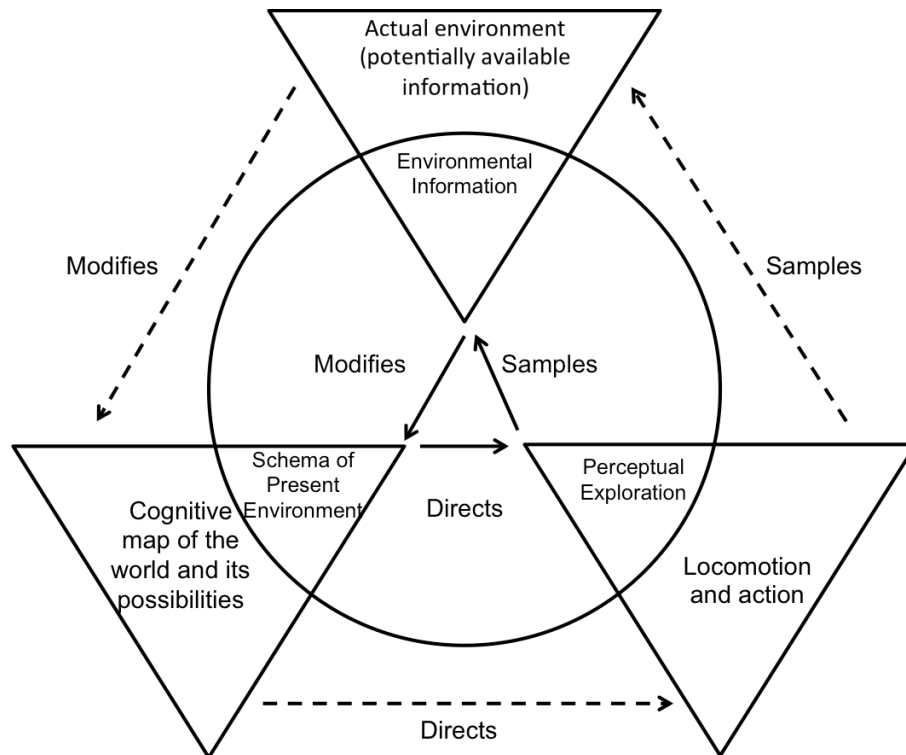 Actual environment
(potentially available
information)
Environmental
Information
Modifies
Samples
Modifies
Samples
Schema of
Present
Environment
Perceptual
Exploration
Directs
Cognitive
map of the
world and its
possibilities
Locomotion
and action
Directs